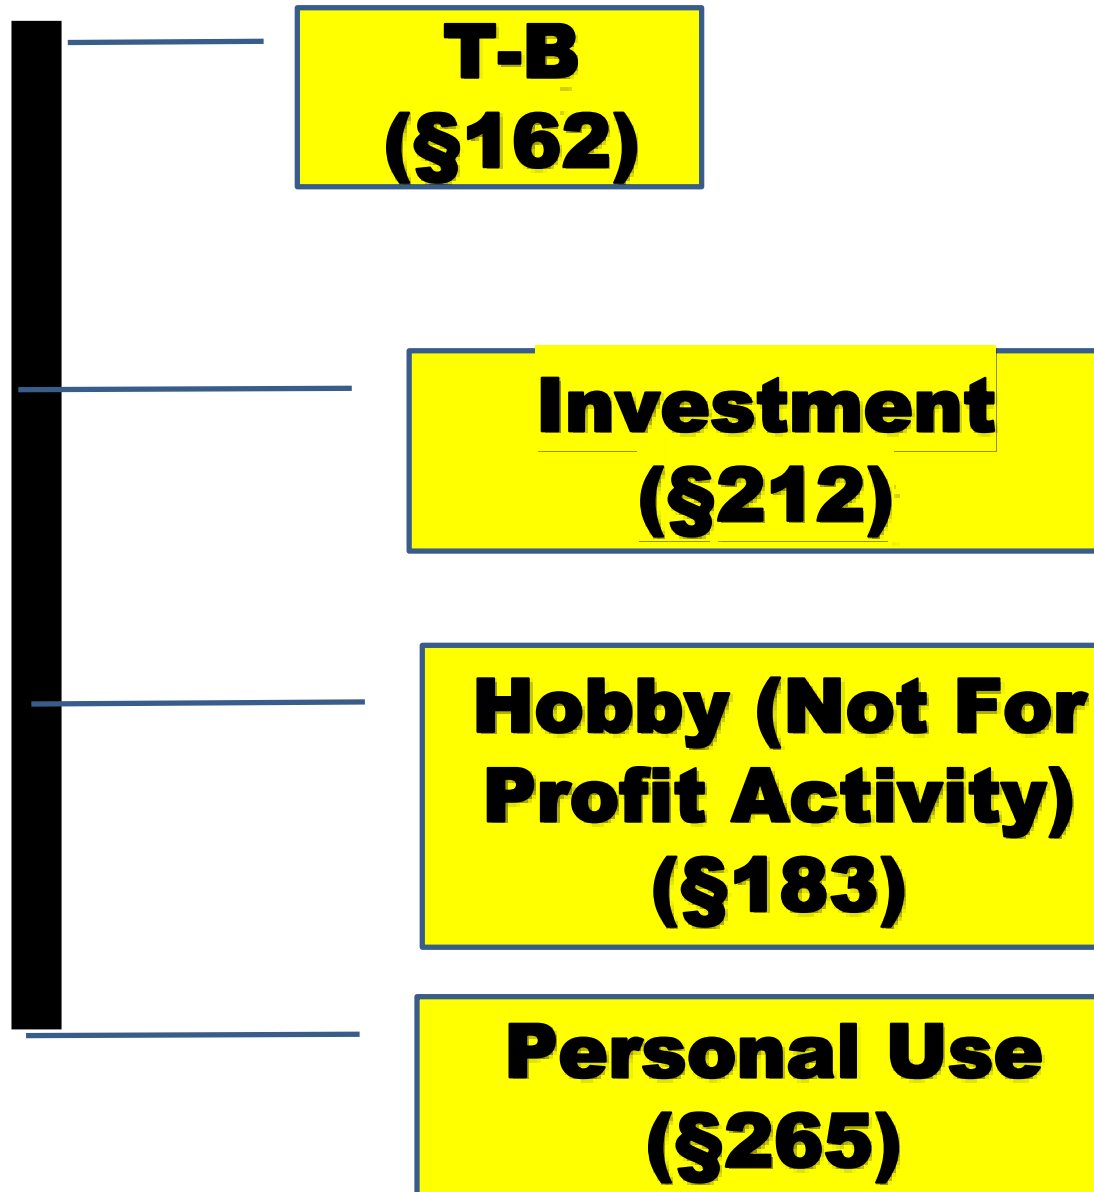 T-B
(§162)
Investment
(§212)
Hobby (Not For
Profit Activity)
(§183)
Personal Use
(§265)